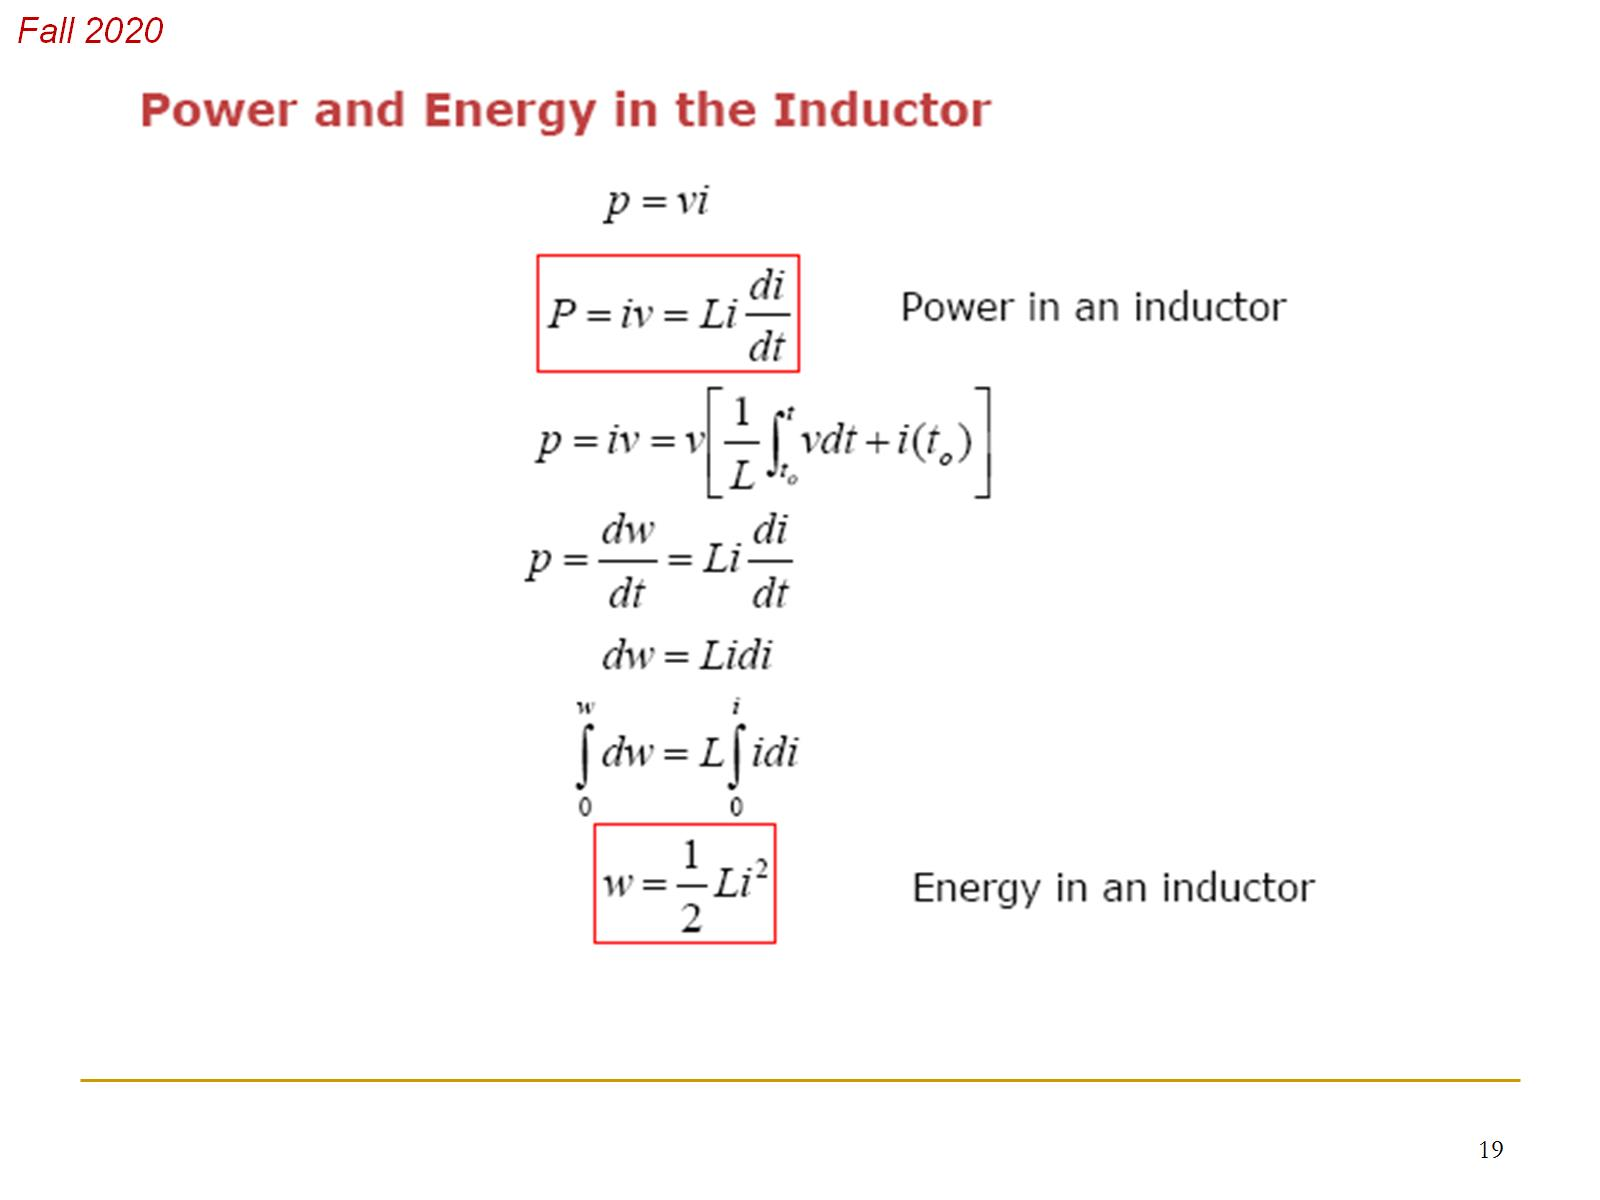 Fall 2020
Power and Energy in the Inductor
p = vi
P = iv = Li di/dt
Power in an inductor
p = iv = v[1/L ∫_{t_o}^{t} vdt + i(t_o)]
p = dw/dt = Li di/dt
dw = Lidi
∫_0^w dw = L ∫_0^i idi
w = 1/2 Li²
Energy in an inductor
19